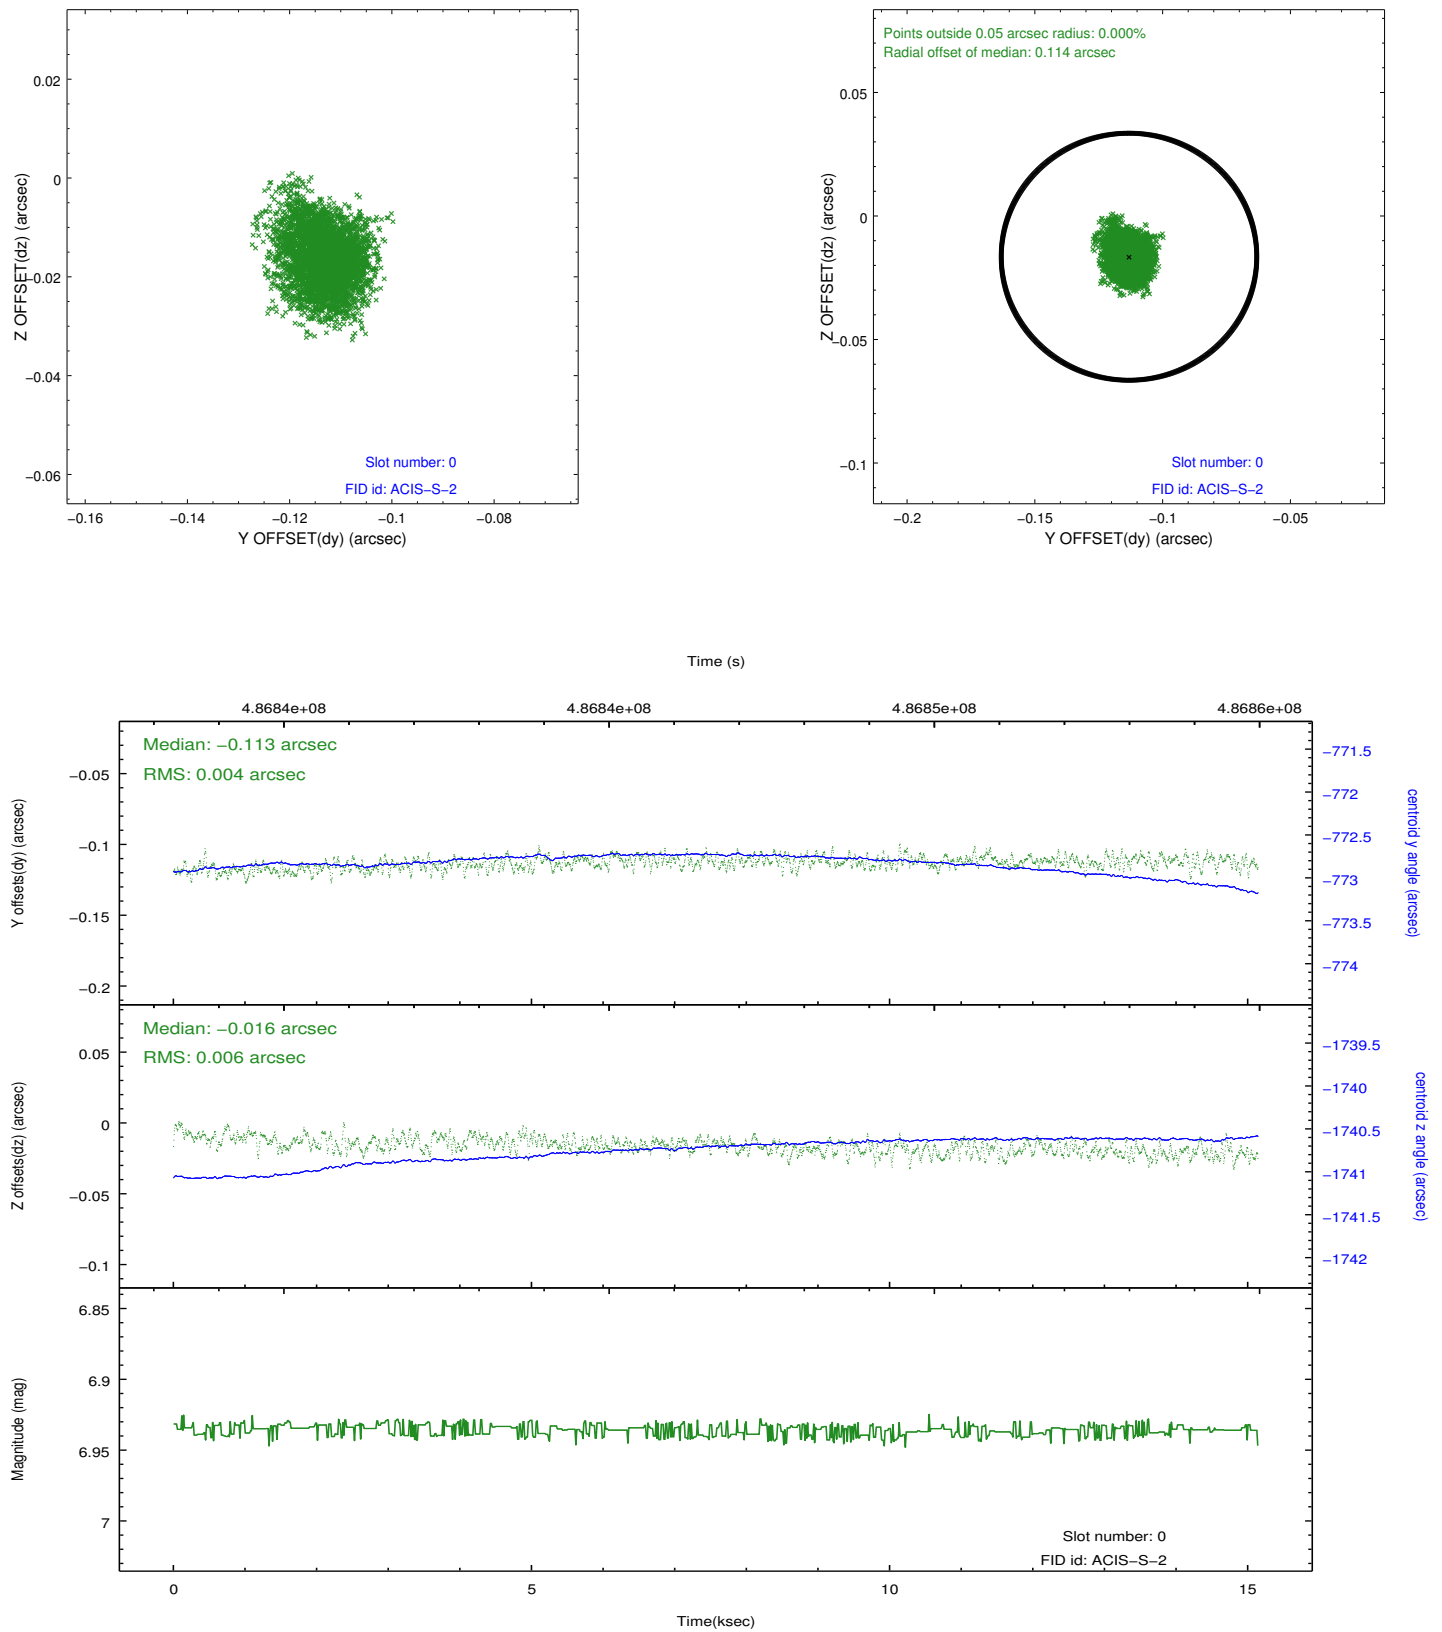 0.02
0
−0.02
−0.04
−0.06
Z OFFSET(dz) (arcsec)
Slot number: 0
FID id: ACIS−S−2
−0.16 −0.14 −0.12 −0.1 −0.08
Y OFFSET(dy) (arcsec)
Points outside 0.05 arcsec radius: 0.000%
Radial offset of median: 0.114 arcsec
0.05
0
−0.05
−0.1
Z OFFSET(dz) (arcsec)
Slot number: 0
FID id: ACIS−S−2
−0.2 −0.15 −0.1 −0.05
Y OFFSET(dy) (arcsec)
Time (s)
4.8684e+08 4.8684e+08 4.8685e+08 4.8686e+08
Median: −0.113 arcsec
RMS: 0.004 arcsec
−0.05
−0.1
−0.15
−0.2
Y offsets(dy) (arcsec)
−771.5
−772
−772.5
−773
−773.5
−774
centroid y angle (arcsec)
Median: −0.016 arcsec
RMS: 0.006 arcsec
0.05
0
−0.05
−0.1
Z offsets(dz) (arcsec)
−1739.5
−1740
−1740.5
−1741
−1741.5
−1742
centroid z angle (arcsec)
6.85
6.9
6.95
7
Magnitude (mag)
Slot number: 0
FID id: ACIS−S−2
0 5 10 15
Time(ksec)